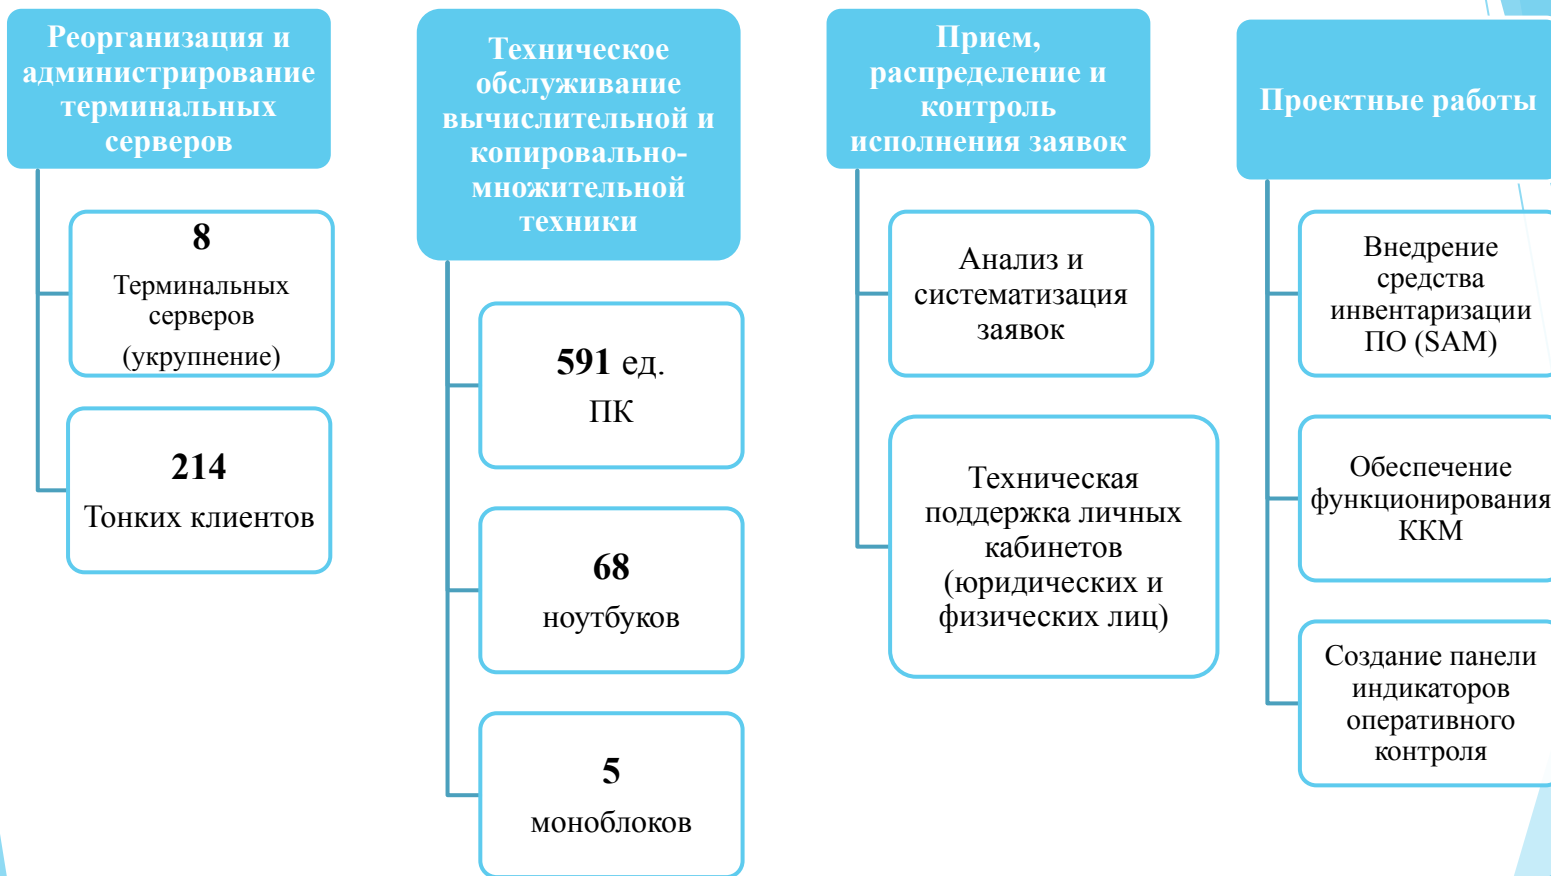 Реорганизация и
администрирование
терминальных
серверов
8
Терминальных
серверов
(укрупнение)
214
Тонких клиентов
Техническое
обслуживание
вычислительной и
копировально-
множительной
техники
591 ед.
ПК
68
ноутбуков
5
моноблоков
Прием,
распределение и
контроль
исполнения заявок
Анализ и
систематизация
заявок
Техническая
поддержка личных
кабинетов
(юридических и
физических лиц)
Проектные работы
Внедрение
средства
инвентаризации
ПО (SAM)
Обеспечение
функционирования
ККМ
Создание панели
индикаторов
оперативного
контроля